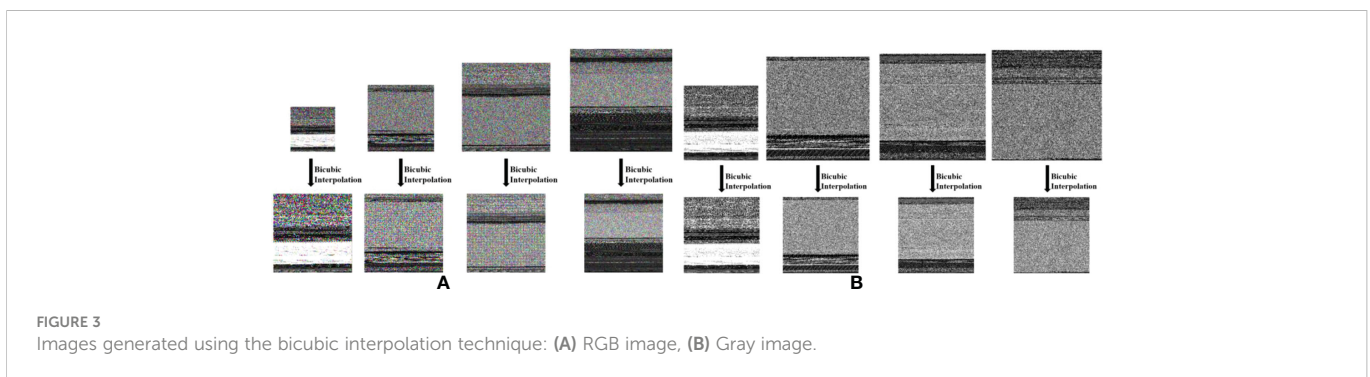 Bicubic
Interpolation
Bicubic
Interpolation
Bicubic
Interpolation
Bicubic
Interpolation
Bicubic
Interpolation
Bicubic
Interpolation
Bicubic
Interpolation
Bicubic
Interpolation
A
B
FIGURE 3
Images generated using the bicubic interpolation technique: (A) RGB image, (B) Gray image.